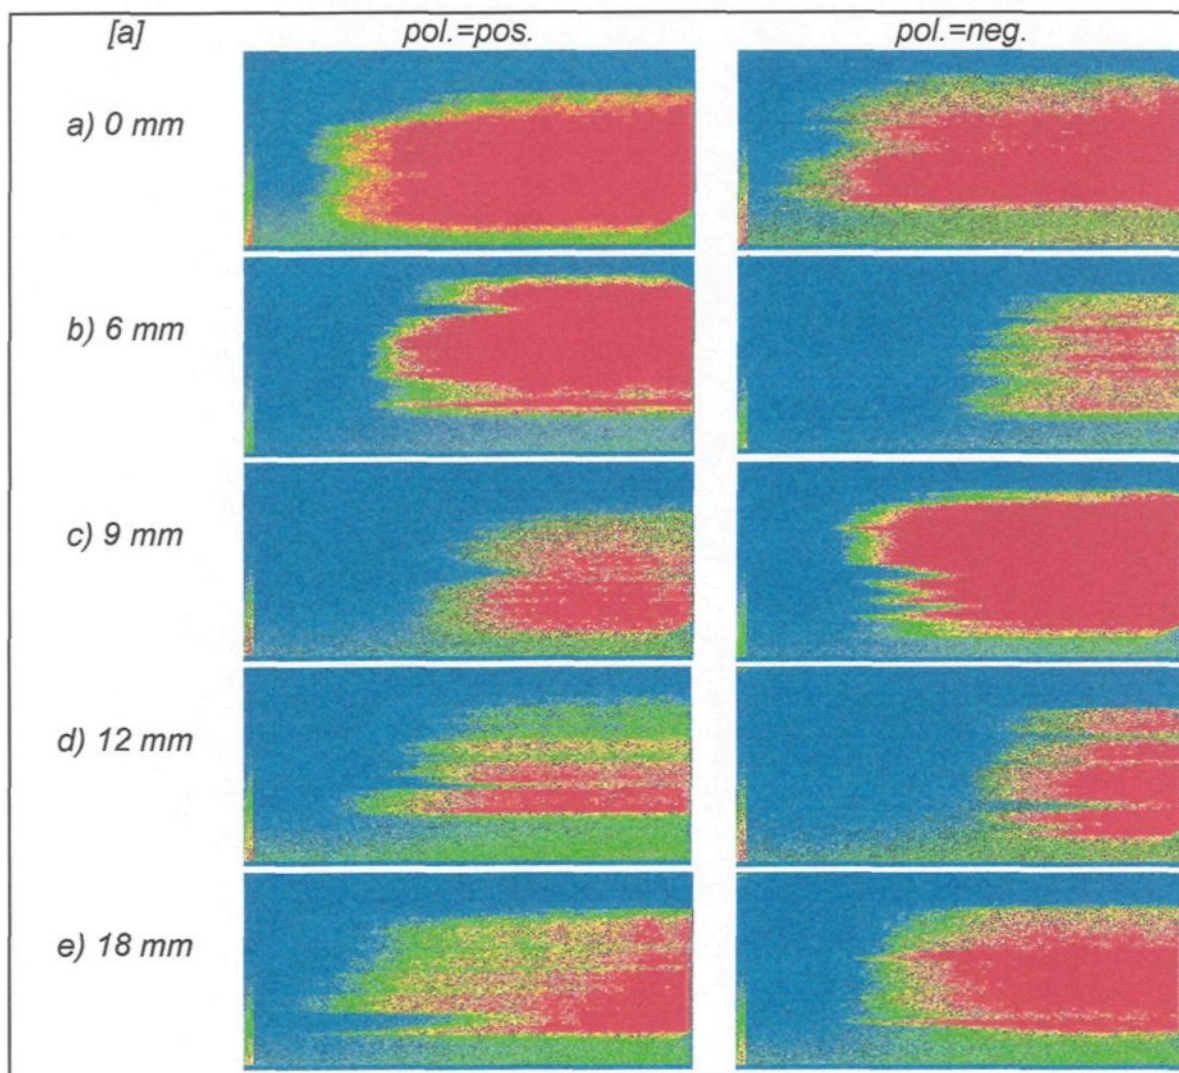 [a] pol.=pos. pol.=neg.
a) 0 mm
b) 6 mm
c) 9 mm
d) 12 mm
e) 18 mm